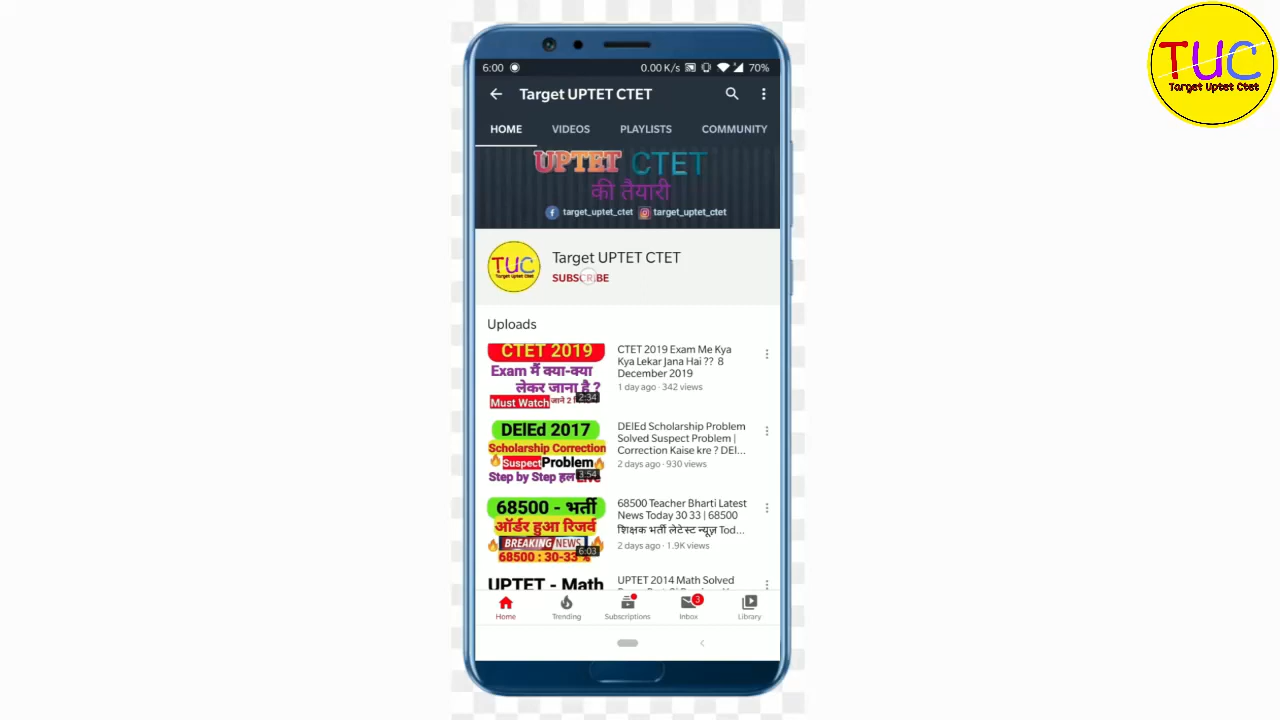 TUC
Target Uptet Ctet
6:00 0.00 K/s 70%
Target UPTET CTET
HOME VIDEOS PLAYLISTS COMMUNITY
UPTET CTET
की तैयारी
target_uptet_ctet target_uptet_ctet
TUC
Target Uptet Ctet
Target UPTET CTET
SUBSCRIBE
Uploads
CTET 2019
Exam मैं क्या-क्या
लेकर जाना है ?
Must Watch जाने 2
2:34
CTET 2019 Exam Me Kya
Kya Lekar Jana Hai ?? 8
December 2019
1 day ago · 342 views
DElEd 2017
Scholarship Correction
Suspect Problem
Step by Step हल
3:54
DElEd Scholarship Problem
Solved Suspect Problem |
Correction Kaise kre ? DEl...
2 days ago · 930 views
68500 - भर्ती
ऑर्डर हुआ रिजर्व
BREAKING NEWS
68500 : 30-33 %
6:03
68500 Teacher Bharti Latest
News Today 30 33 | 68500
शिक्षक भर्ती लेटेस्ट न्यूज़ Tod...
2 days ago · 1.9K views
UPTET - Math
UPTET 2014 Math Solved
Home Trending Subscriptions Inbox 3 Library